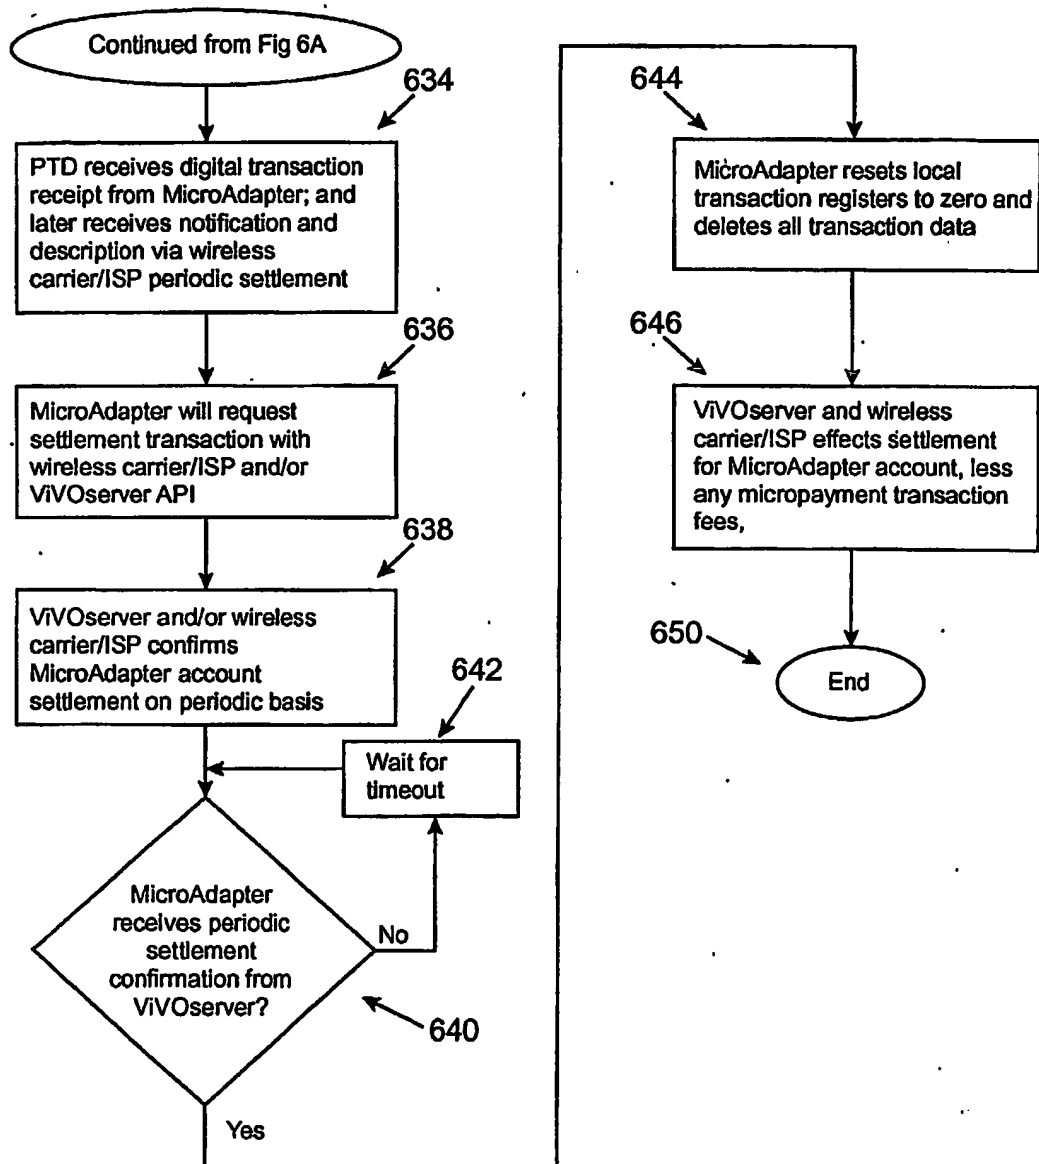 Continued from Fig 6A
634
PTD receives digital transaction
receipt from MicroAdapter; and
later receives notification and
description via wireless
carrier/ISP periodic settlement
636
MicroAdapter will request
settlement transaction with
wireless carrier/ISP and/or
ViVOserver API
638
ViVOserver and/or wireless
carrier/ISP confirms
MicroAdapter account
settlement on periodic basis
642
Wait for
timeout
MicroAdapter
receives periodic
settlement
confirmation from
ViVOserver?
No
640
Yes
644
MicroAdapter resets local
transaction registers to zero and
deletes all transaction data
646
ViVOserver and wireless
carrier/ISP effects settlement
for MicroAdapter account, less
any micropayment transaction
fees,
650
End